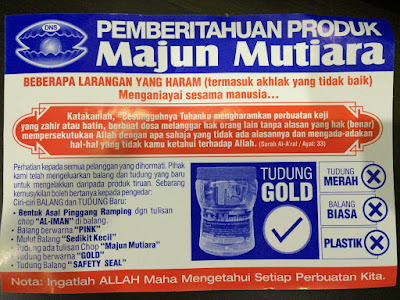 DNS
PEMBERITAHUAN PRODUK
Majun Mutiara
BEBERAPA LARANGAN YANG HARAM (termasuk akhlak yang tidak baik)
Menganiayai sesama manusia...
Katakanlah, "Sesungguhnya Tuhanku mengharamkan perbuatan keji
yang zahir atau batin, berbuat dosa melanggar hak orang lain tanpa alasan yang hak (benar)
mempersekutukan Allah dengan apa sahaja yang tidak ada alasannya dan mengada-adakan
hal-hal yang tidak kamu ketahui terhadap Allah. (Surah Al-A'raf / Ayat: 33)
Perhatian kepada semua pelanggan yang dihormati. Pihak
kami telah mengeluarkan balang dan tudung yang baru
untuk mengelakkan daripada produk tiruan. Sebarang
kemusykilan boleh bertanya kepada pengedar.
Ciri-ciri BALANG dan TUDUNG Baru:
• Bentuk Asal Pinggang Ramping dgn tulisan
chop "AL-IMAN" di balang.
• Balang berwarna "PINK"
• Mulut Balang "Sedikit Kecil"
• Tudung ada tulisan Chop "Majun Mutiara"
• Tudung berwarna "GOLD"
• Tudung Balang "SAFETY SEAL"
TUDUNG
GOLD
TUDUNG
MERAH
BALANG
BIASA
PLASTIK
Nota: Ingatlah ALLAH Maha Mengetahui Setiap Perbuatan Kita.